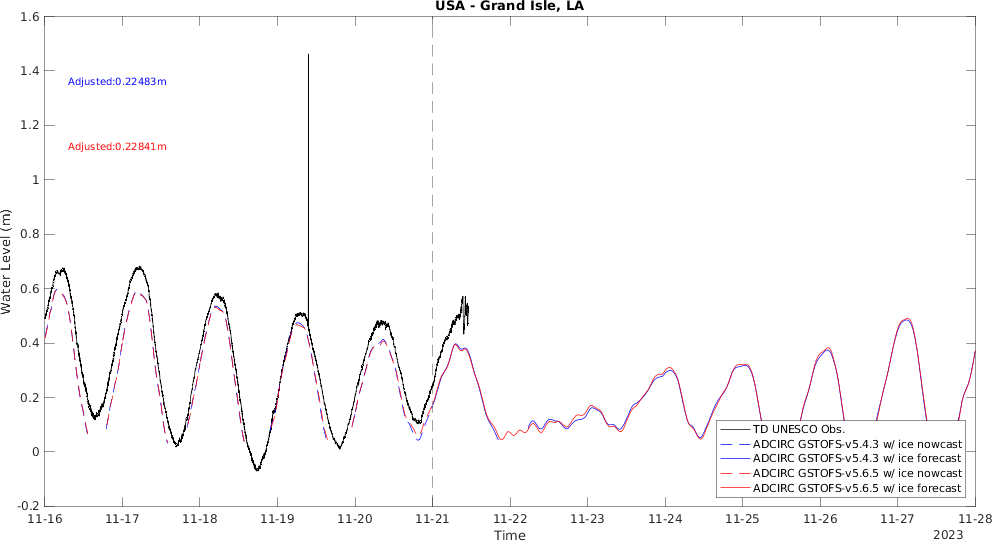 USA - Grand Isle, LA
1.6
1.4
1.2
1
0.8
0.6
0.4
0.2
0
-0.2
Water Level (m)
Adjusted:0.22483m
Adjusted:0.22841m
TD UNESCO Obs.
ADCIRC GSTOFS-v5.4.3 w/ ice nowcast
ADCIRC GSTOFS-v5.4.3 w/ ice forecast
ADCIRC GSTOFS-v5.6.5 w/ ice nowcast
ADCIRC GSTOFS-v5.6.5 w/ ice forecast
11-16 11-17 11-18 11-19 11-20 11-21 11-22 11-23 11-24 11-25 11-26 11-27 11-28
Time
2023